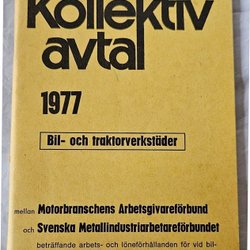 Kollektiv
avtal
1977
Bil- och traktorverkstäder
mellan Motorbranschens Arbetsgivareförbund
och Svenska Metallindustriarbetareförbundet
beträffande arbets- och löneförhållanden för vid bil-